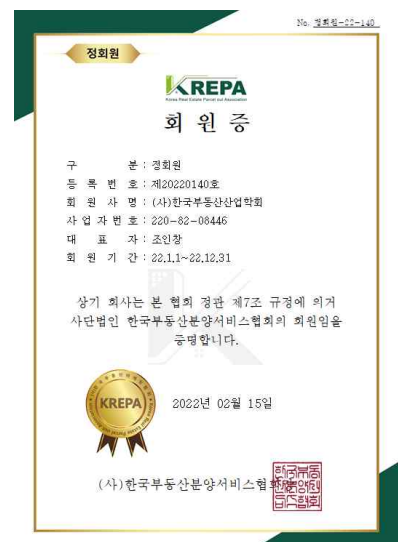 No. 정회원-22-140
정회원
KREPA
Korea Real Estate Parcel out Association
회 원 증
구 분 : 정회원
등 록 번 호 : 제20220140호
회 원 사 명 : (사)한국부동산산업학회
사 업 자 번 호 : 220-82-08446
대 표 자 : 조인창
회 원 기 간 : 22.1.1~22.12.31
상기 회사는 본 협회 정관 제7조 규정에 의거
사단법인 한국부동산분양서비스협회의 회원임을
증명합니다.
KREPA
2022년 02월 15일
(사)한국부동산분양서비스협회